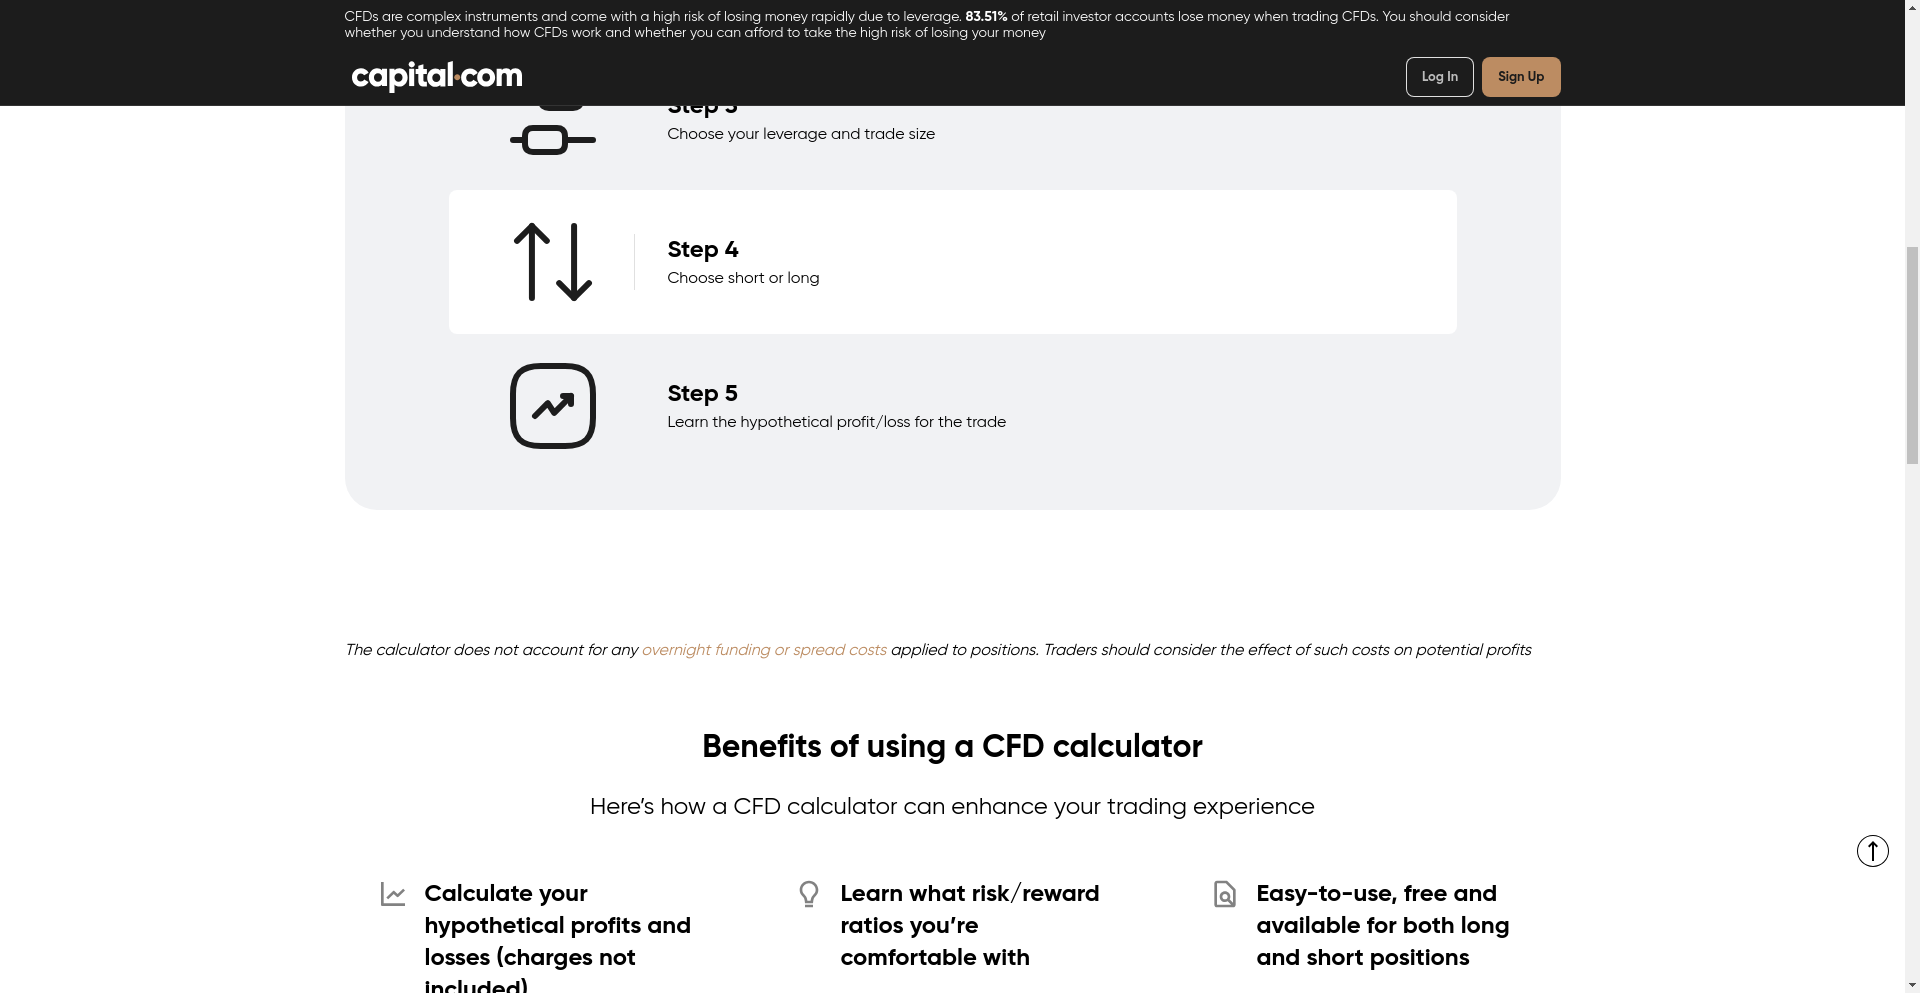 CFDs are complex instruments and come with a high risk of losing money rapidly due to leverage. 83.51% of retail investor accounts lose money when trading CFDs. You should consider
whether you understand how CFDs work and whether you can afford to take the high risk of losing your money
capital.com
Log In
Sign Up
Step 3
Choose your leverage and trade size
Step 4
Choose short or long
Step 5
Learn the hypothetical profit/loss for the trade
The calculator does not account for any overnight funding or spread costs applied to positions. Traders should consider the effect of such costs on potential profits
Benefits of using a CFD calculator
Here’s how a CFD calculator can enhance your trading experience
Calculate your
hypothetical profits and
losses (charges not
included)
Learn what risk/reward
ratios you’re
comfortable with
Easy-to-use, free and
available for both long
and short positions